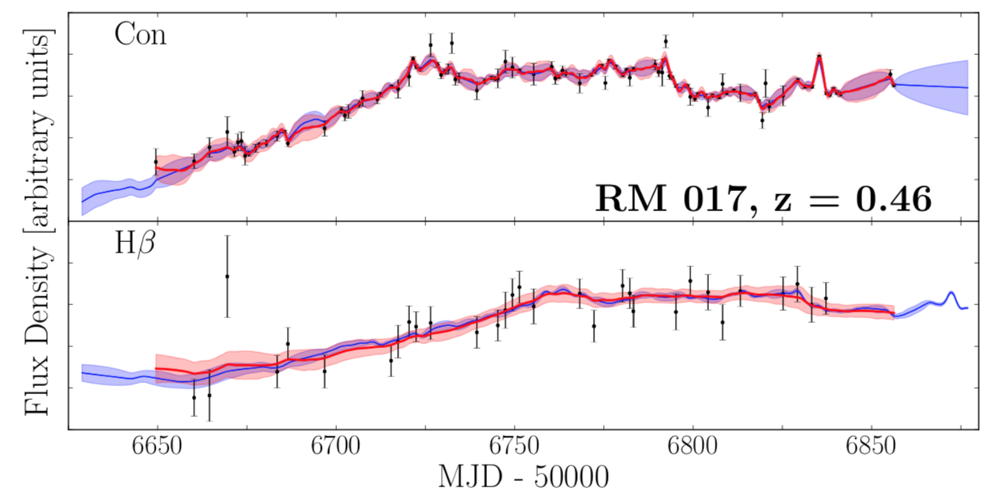 Con
RM 017, z = 0.46
Hβ
Flux Density [arbitrary units]
6650 6700 6750 6800 6850
MJD - 50000